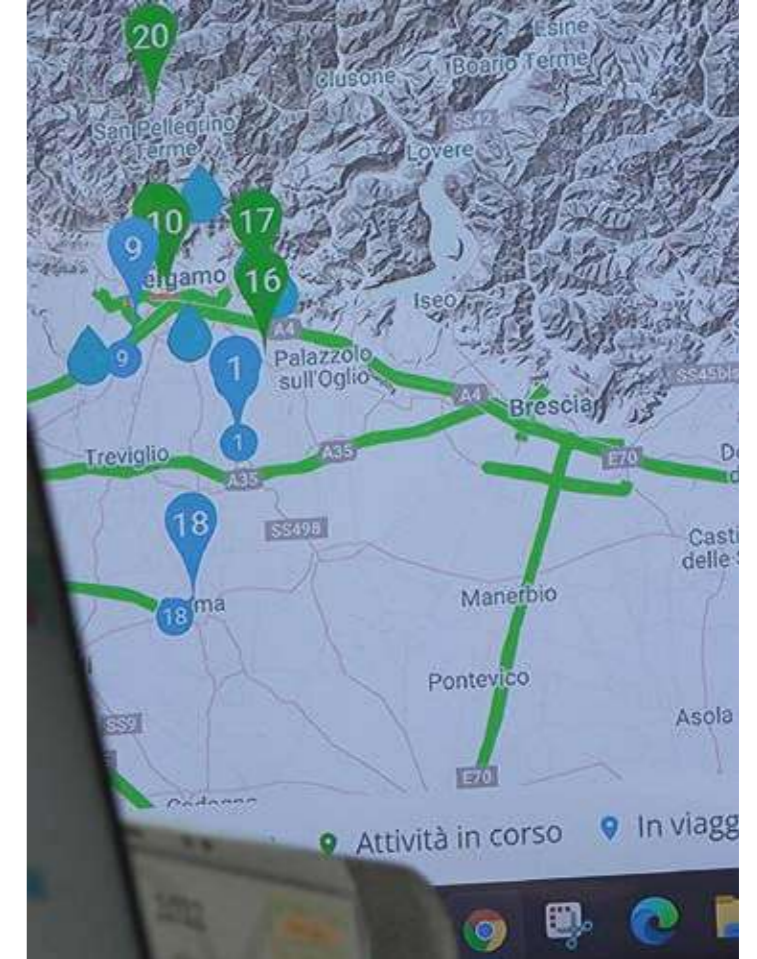 20
Esine
Clusone
Boario Terme
San Pellegrino
Terme
SS42
Lovere
10
17
9
ergamo
16
Iseo
A4
Palazzolo
sull'Oglio
9
1
SS45bis
A4
Brescia
1
Treviglio
A35
A35
E70
De
d
18
SS498
Casti
delle S
18
ma
Manerbio
Pontevico
Asola
SS9
E70
Attività in corso
In viagg